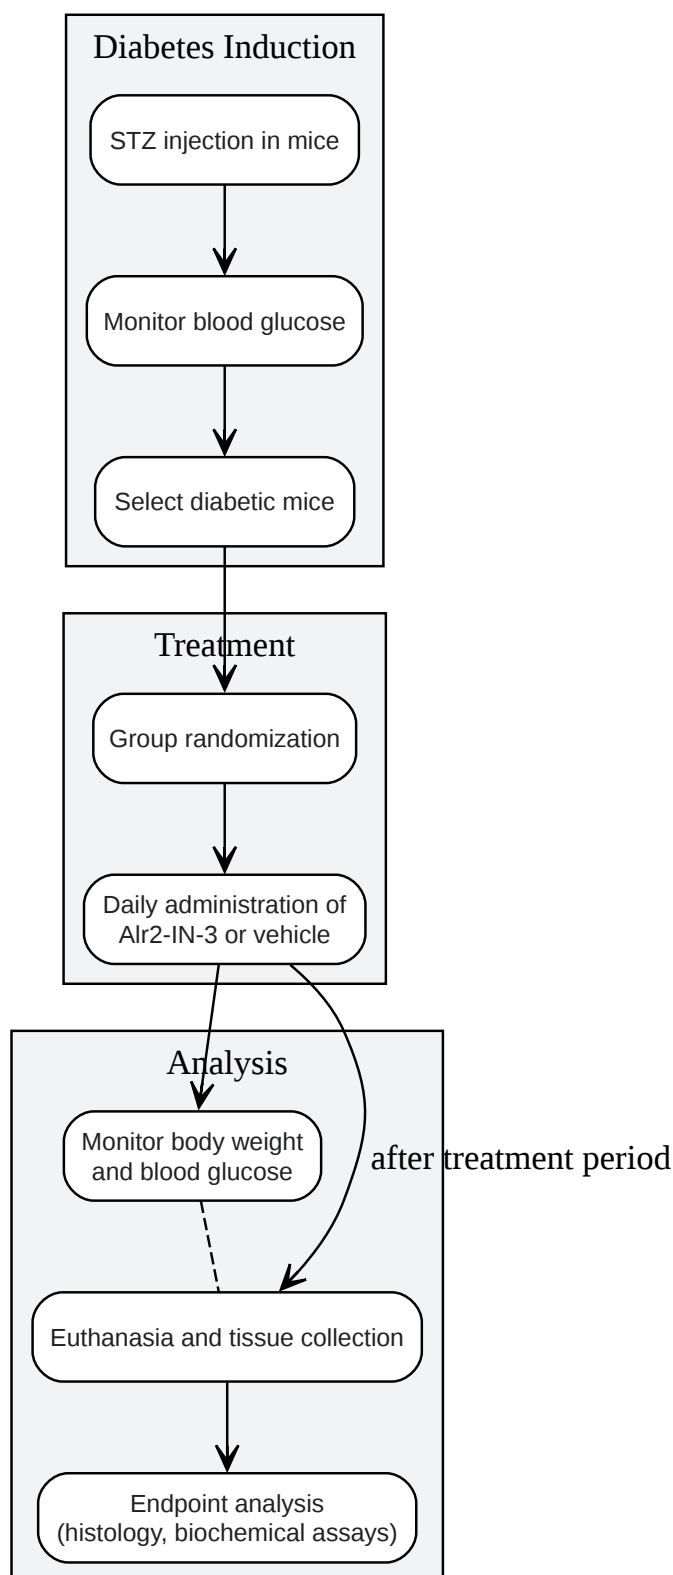 Diabetes Induction
STZ injection in mice
Monitor blood glucose
Select diabetic mice
Treatment
Group randomization
Daily administration of
Alr2-IN-3 or vehicle
Analysis
Monitor body weight
and blood glucose
after treatment period
Euthanasia and tissue collection
Endpoint analysis
(histology, biochemical assays)